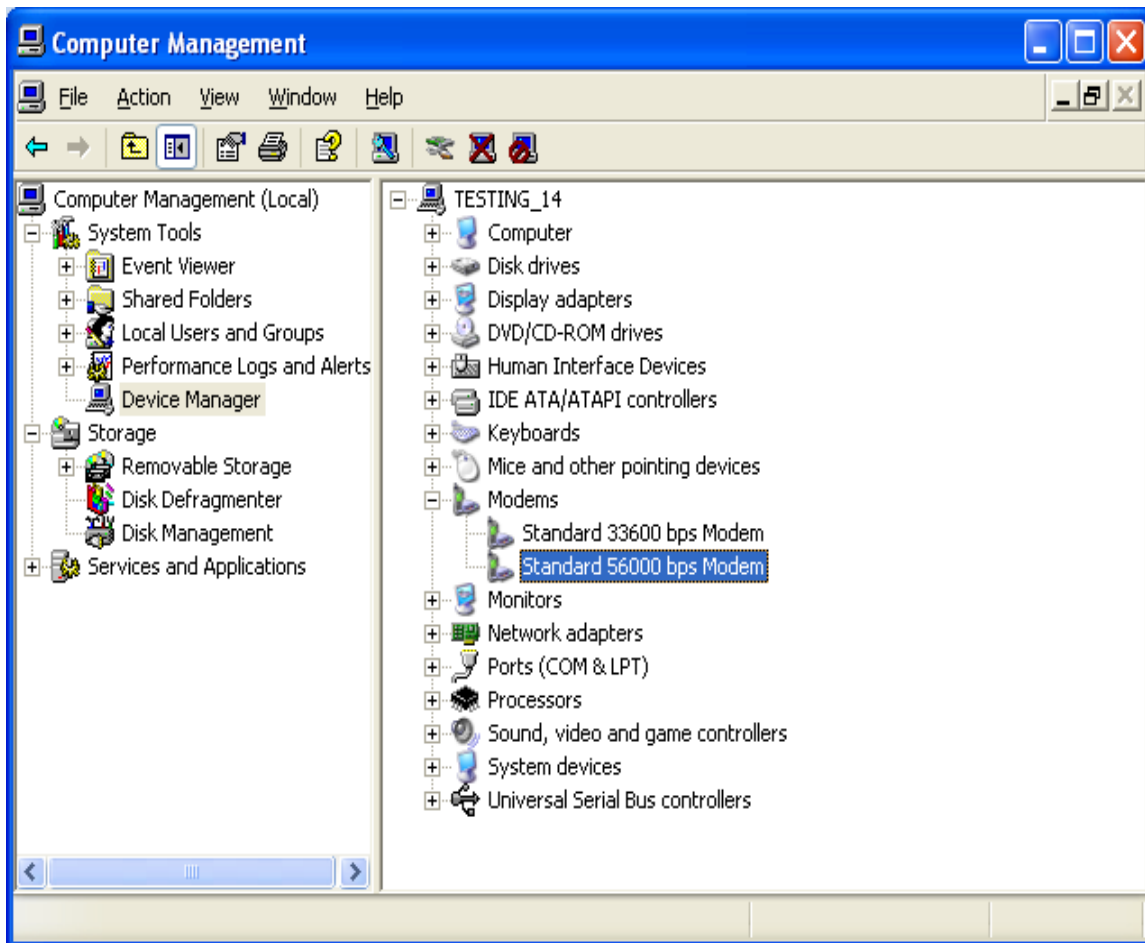 Computer Management
File Action View Window Help
Computer Management (Local)
System Tools
Event Viewer
Shared Folders
Local Users and Groups
Performance Logs and Alerts
Device Manager
Storage
Removable Storage
Disk Defragmenter
Disk Management
Services and Applications
TESTING_14
Computer
Disk drives
Display adapters
DVD/CD-ROM drives
Human Interface Devices
IDE ATA/ATAPI controllers
Keyboards
Mice and other pointing devices
Modems
Standard 33600 bps Modem
Standard 56000 bps Modem
Monitors
Network adapters
Ports (COM & LPT)
Processors
Sound, video and game controllers
System devices
Universal Serial Bus controllers